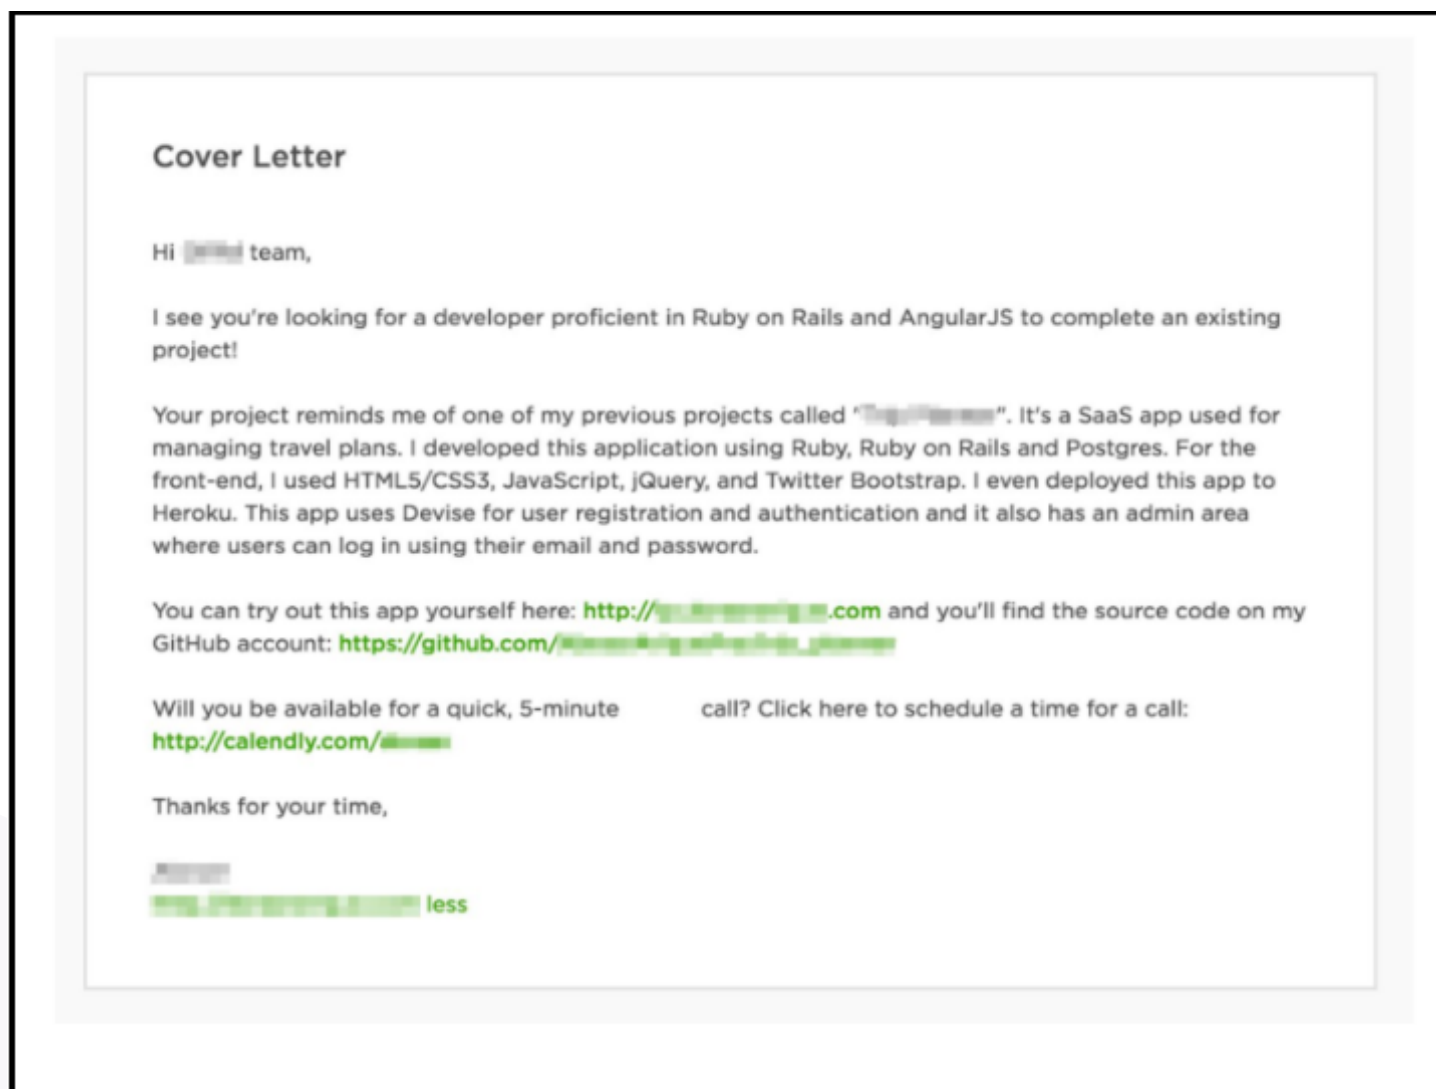 Cover Letter
Hi team,
I see you're looking for a developer proficient in Ruby on Rails and AngularJS to complete an existing
project!
Your project reminds me of one of my previous projects called " ". It's a SaaS app used for
managing travel plans. I developed this application using Ruby, Ruby on Rails and Postgres. For the
front-end, I used HTML5/CSS3, JavaScript, jQuery, and Twitter Bootstrap. I even deployed this app to
Heroku. This app uses Devise for user registration and authentication and it also has an admin area
where users can log in using their email and password.
You can try out this app yourself here: http:// .com and you'll find the source code on my
GitHub account: https://github.com/
Will you be available for a quick, 5-minute call? Click here to schedule a time for a call:
http://calendly.com/
Thanks for your time,
less